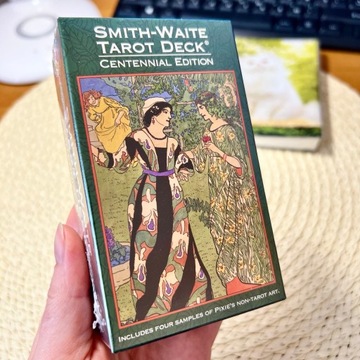 SMITH-WAITE
TAROT DECK®
CENTENNIAL EDITION
INCLUDES FOUR SAMPLES OF PIXIE'S NON-TAROT ART.